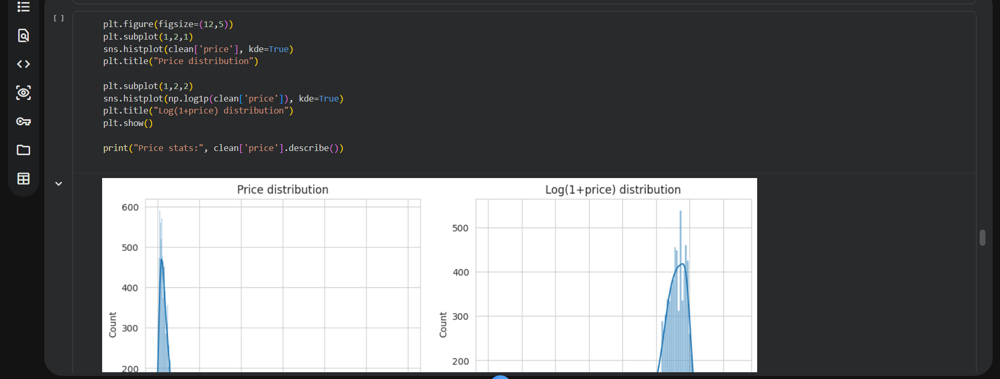 [ ]
plt.figure(figsize=(12,5))
plt.subplot(1,2,1)
sns.histplot(clean['price'], kde=True)
plt.title("Price distribution")
plt.subplot(1,2,2)
sns.histplot(np.log1p(clean['price']), kde=True)
plt.title("Log(1+price) distribution")
plt.show()
print("Price stats:", clean['price'].describe())
Price distribution
600
500
400
300
200
Count
Log(1+price) distribution
500
400
300
200
Count